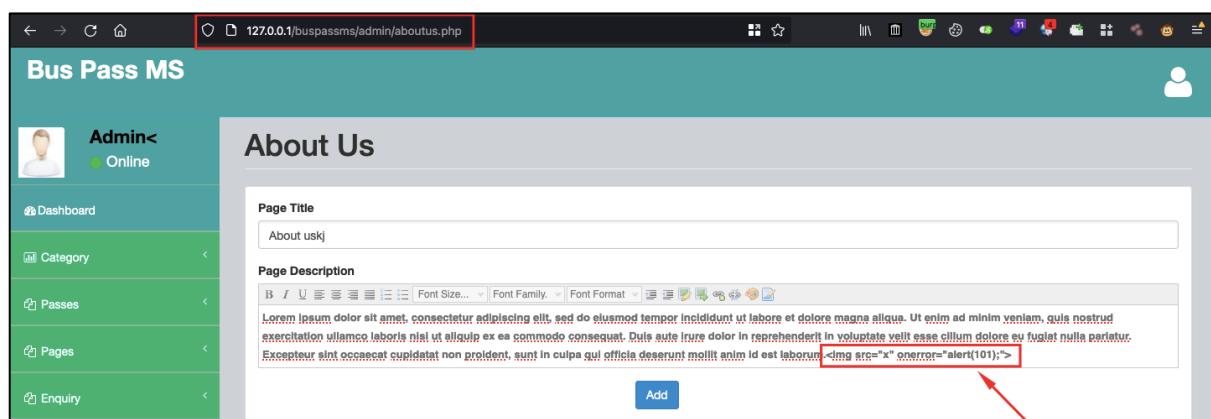 127.0.0.1/buspassms/admin/aboutus.php
burp
11
4
Bus Pass MS
Admin<
Online
About Us
Dashboard
Page Title
About uskj
Category
Page Description
B I U Font Size... Font Family. Font Format
Passes
Lorem ipsum dolor sit amet, consectetur adipiscing elit, sed do eiusmod tempor incididunt ut labore et dolore magna aliqua. Ut enim ad minim veniam, quis nostrud
exercitation ullamco laboris nisi ut aliquip ex ea commodo consequat. Duis aute irure dolor in reprehenderit in voluptate velit esse cillum dolore eu fugiat nulla pariatur.
Excepteur sint occaecat cupidatat non proident, sunt in culpa qui officia deserunt mollit anim id est laborum.<img src="x" onerror="alert(101);">
Pages
Add
Enquiry